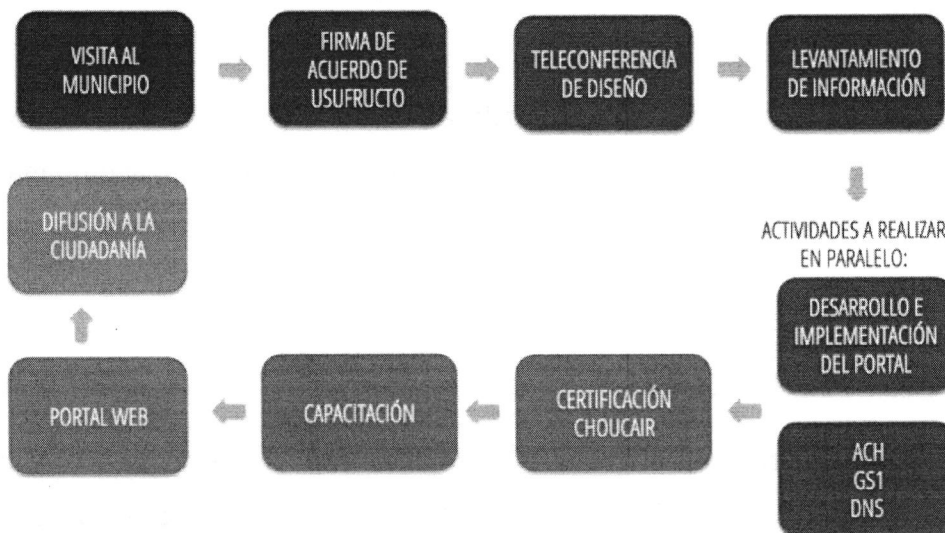 VISITA AL
MUNICIPIO
FIRMA DE
ACUERDO DE
USUFRUCTO
TELECONFERENCIA
DE DISEÑO
LEVANTAMIENTO
DE INFORMACIÓN
ACTIVIDADES A REALIZAR
EN PARALELO:
DESARROLLO E
IMPLEMENTACIÓN
DEL PORTAL
ACH
GS1
DNS
CERTIFICACIÓN
CHOUCAIR
CAPACITACIÓN
PORTAL WEB
DIFUSIÓN A LA
CIUDADANÍA